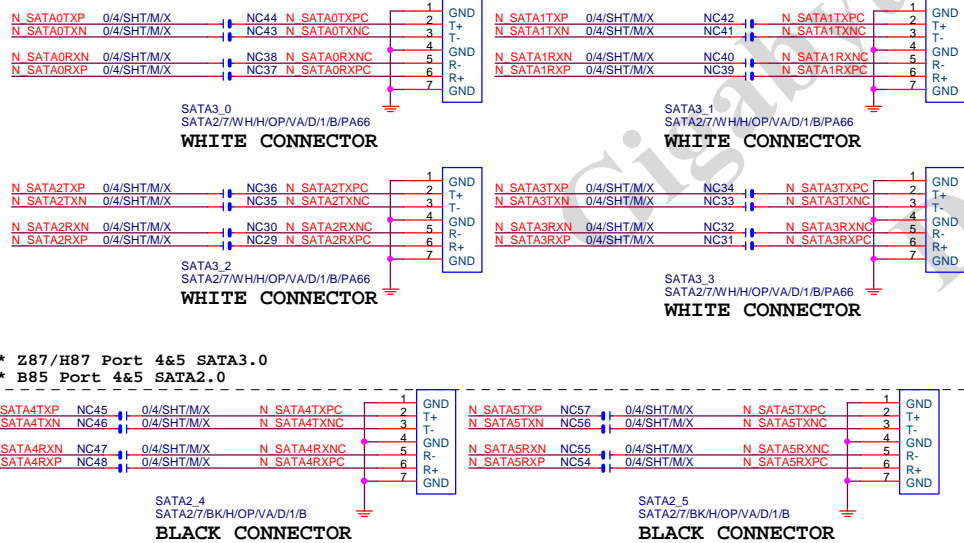 N_SATA0TXP 0/4/SHT/M/X NC44 N_SATA0TXPC
N_SATA0TXN 0/4/SHT/M/X NC43 N_SATA0TXNC
N_SATA0RXN 0/4/SHT/M/X NC38 N_SATA0RXNC
N_SATA0RXP 0/4/SHT/M/X NC37 N_SATA0RXPC
1 GND
2 T+
3 T-
4 GND
5 R-
6 R+
7 GND
SATA3_0
SATA2/7/WH/H/OP/VA/D/1/B/PA66
WHITE CONNECTOR
N_SATA1TXP 0/4/SHT/M/X NC42 N_SATA1TXPC
N_SATA1TXN 0/4/SHT/M/X NC41 N_SATA1TXNC
N_SATA1RXN 0/4/SHT/M/X NC40 N_SATA1RXNC
N_SATA1RXP 0/4/SHT/M/X NC39 N_SATA1RXPC
1 GND
2 T+
3 T-
4 GND
5 R-
6 R+
7 GND
SATA3_1
SATA2/7/WH/H/OP/VA/D/1/B/PA66
WHITE CONNECTOR
N_SATA2TXP 0/4/SHT/M/X NC36 N_SATA2TXPC
N_SATA2TXN 0/4/SHT/M/X NC35 N_SATA2TXNC
N_SATA2RXN 0/4/SHT/M/X NC30 N_SATA2RXNC
N_SATA2RXP 0/4/SHT/M/X NC29 N_SATA2RXPC
1 GND
2 T+
3 T-
4 GND
5 R-
6 R+
7 GND
SATA3_2
SATA2/7/WH/H/OP/VA/D/1/B/PA66
WHITE CONNECTOR
N_SATA3TXP 0/4/SHT/M/X NC34 N_SATA3TXPC
N_SATA3TXN 0/4/SHT/M/X NC33 N_SATA3TXNC
N_SATA3RXN 0/4/SHT/M/X NC32 N_SATA3RXNC
N_SATA3RXP 0/4/SHT/M/X NC31 N_SATA3RXPC
1 GND
2 T+
3 T-
4 GND
5 R-
6 R+
7 GND
SATA3_3
SATA2/7/WH/H/OP/VA/D/1/B/PA66
WHITE CONNECTOR
* Z87/H87 Port 4&5 SATA3.0
* B85 Port 4&5 SATA2.0
SATA4TXP NC45 0/4/SHT/M/X N_SATA4TXPC
SATA4TXN NC46 0/4/SHT/M/X N_SATA4TXNC
SATA4RXN NC47 0/4/SHT/M/X N_SATA4RXNC
SATA4RXP NC48 0/4/SHT/M/X N_SATA4RXPC
1 GND
2 T+
3 T-
4 GND
5 R-
6 R+
7 GND
SATA2_4
SATA2/7/BK/H/OP/VA/D/1/B
BLACK CONNECTOR
N_SATA5TXP NC57 0/4/SHT/M/X N_SATA5TXPC
N_SATA5TXN NC56 0/4/SHT/M/X N_SATA5TXNC
N_SATA5RXN NC55 0/4/SHT/M/X N_SATA5RXNC
N_SATA5RXP NC54 0/4/SHT/M/X N_SATA5RXPC
1 GND
2 T+
3 T-
4 GND
5 R-
6 R+
7 GND
SATA2_5
SATA2/7/BK/H/OP/VA/D/1/B
BLACK CONNECTOR